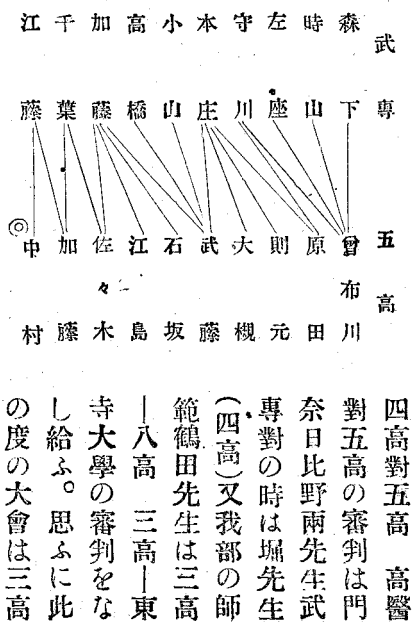 武專
森下
時山
左座
守川
本庄
小山
高橋
加藤
千葉
江藤
五高
曾布川
原田
則元
大槻
武藤
石坂
江島
佐々木
加藤
◎中村
四高對五高　高醫
對五高の審判は門
奈日比野兩先生武
專對の時は堀先生
(四高)又我部の師
範鶴田先生は三高
―八高　三高―東
寺大學の審判をな
し給ふ。思ふに此
の度の大會は三高